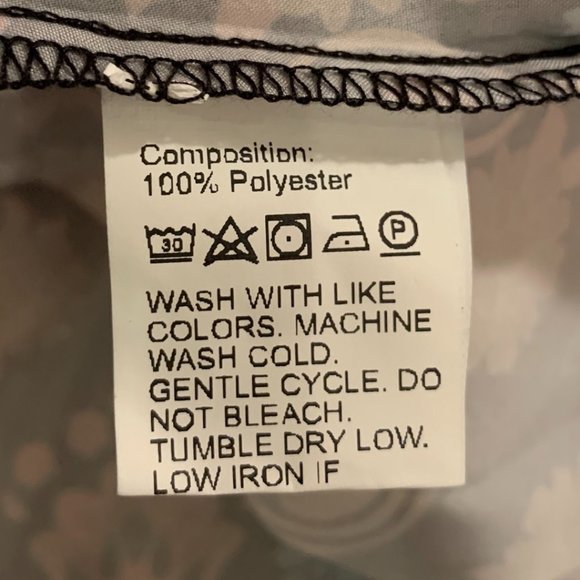 Composition:
100% Polyester
30 P
WASH WITH LIKE
COLORS. MACHINE
WASH COLD.
GENTLE CYCLE. DO
NOT BLEACH.
TUMBLE DRY LOW.
LOW IRON IF